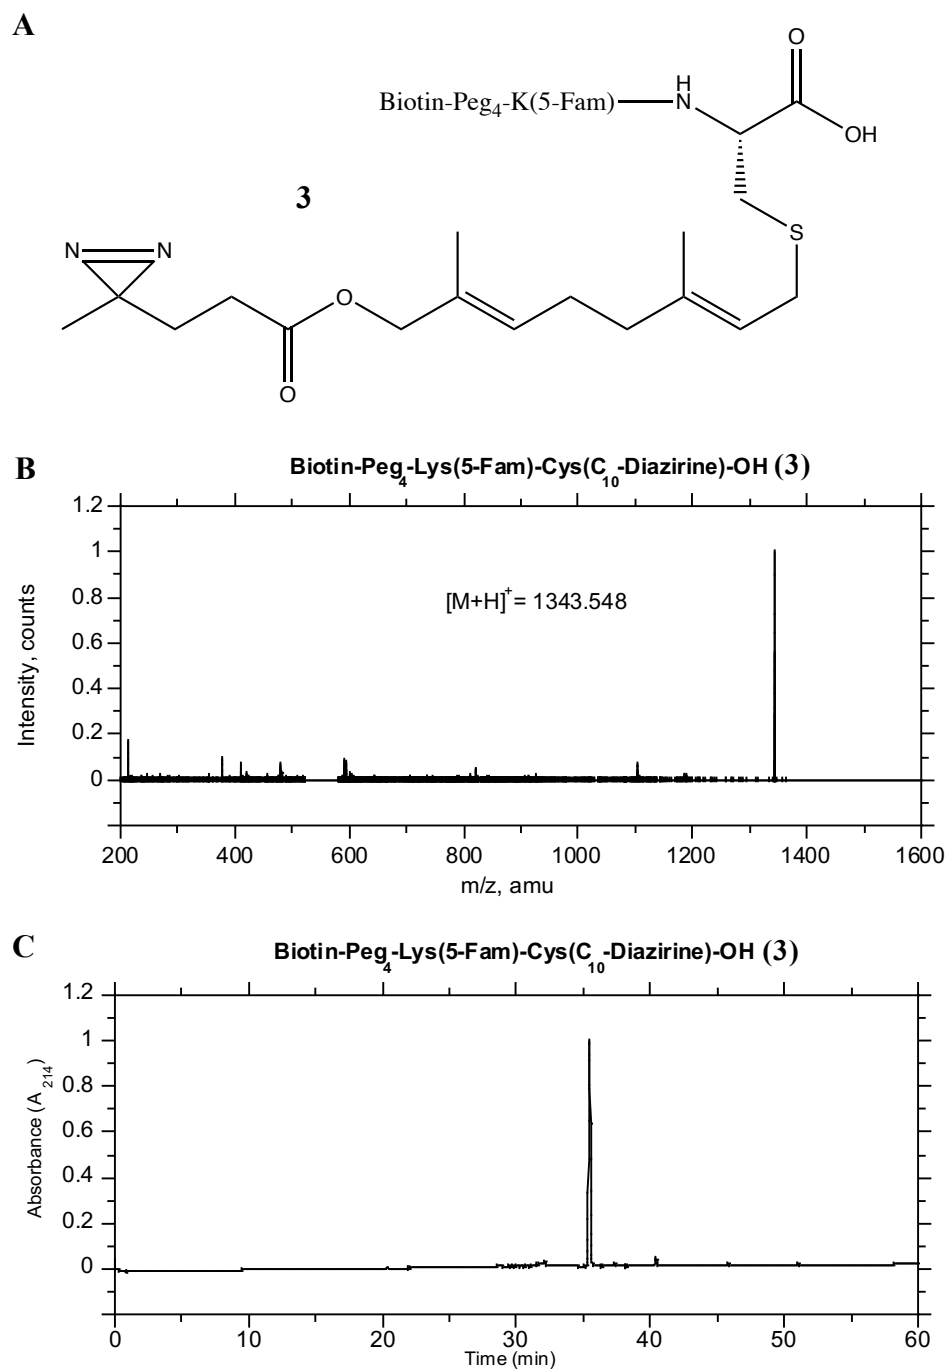 A
O
H
Biotin-Peg4-K(5-Fam)
N
OH
3
S
N
N
O
O
B
Biotin-Peg4-Lys(5-Fam)-Cys(C10-Diazirine)-OH (3)
1.2
1
0.8
0.6
0.4
0.2
0
Intensity, counts
[M+H]+= 1343.548
200 400 600 800 1000 1200 1400 1600
m/z, amu
C
Biotin-Peg4-Lys(5-Fam)-Cys(C10-Diazirine)-OH (3)
1.2
1
0.8
0.6
0.4
0.2
0
Absorbance (A214)
0 10 20 30 40 50 60
Time (min)